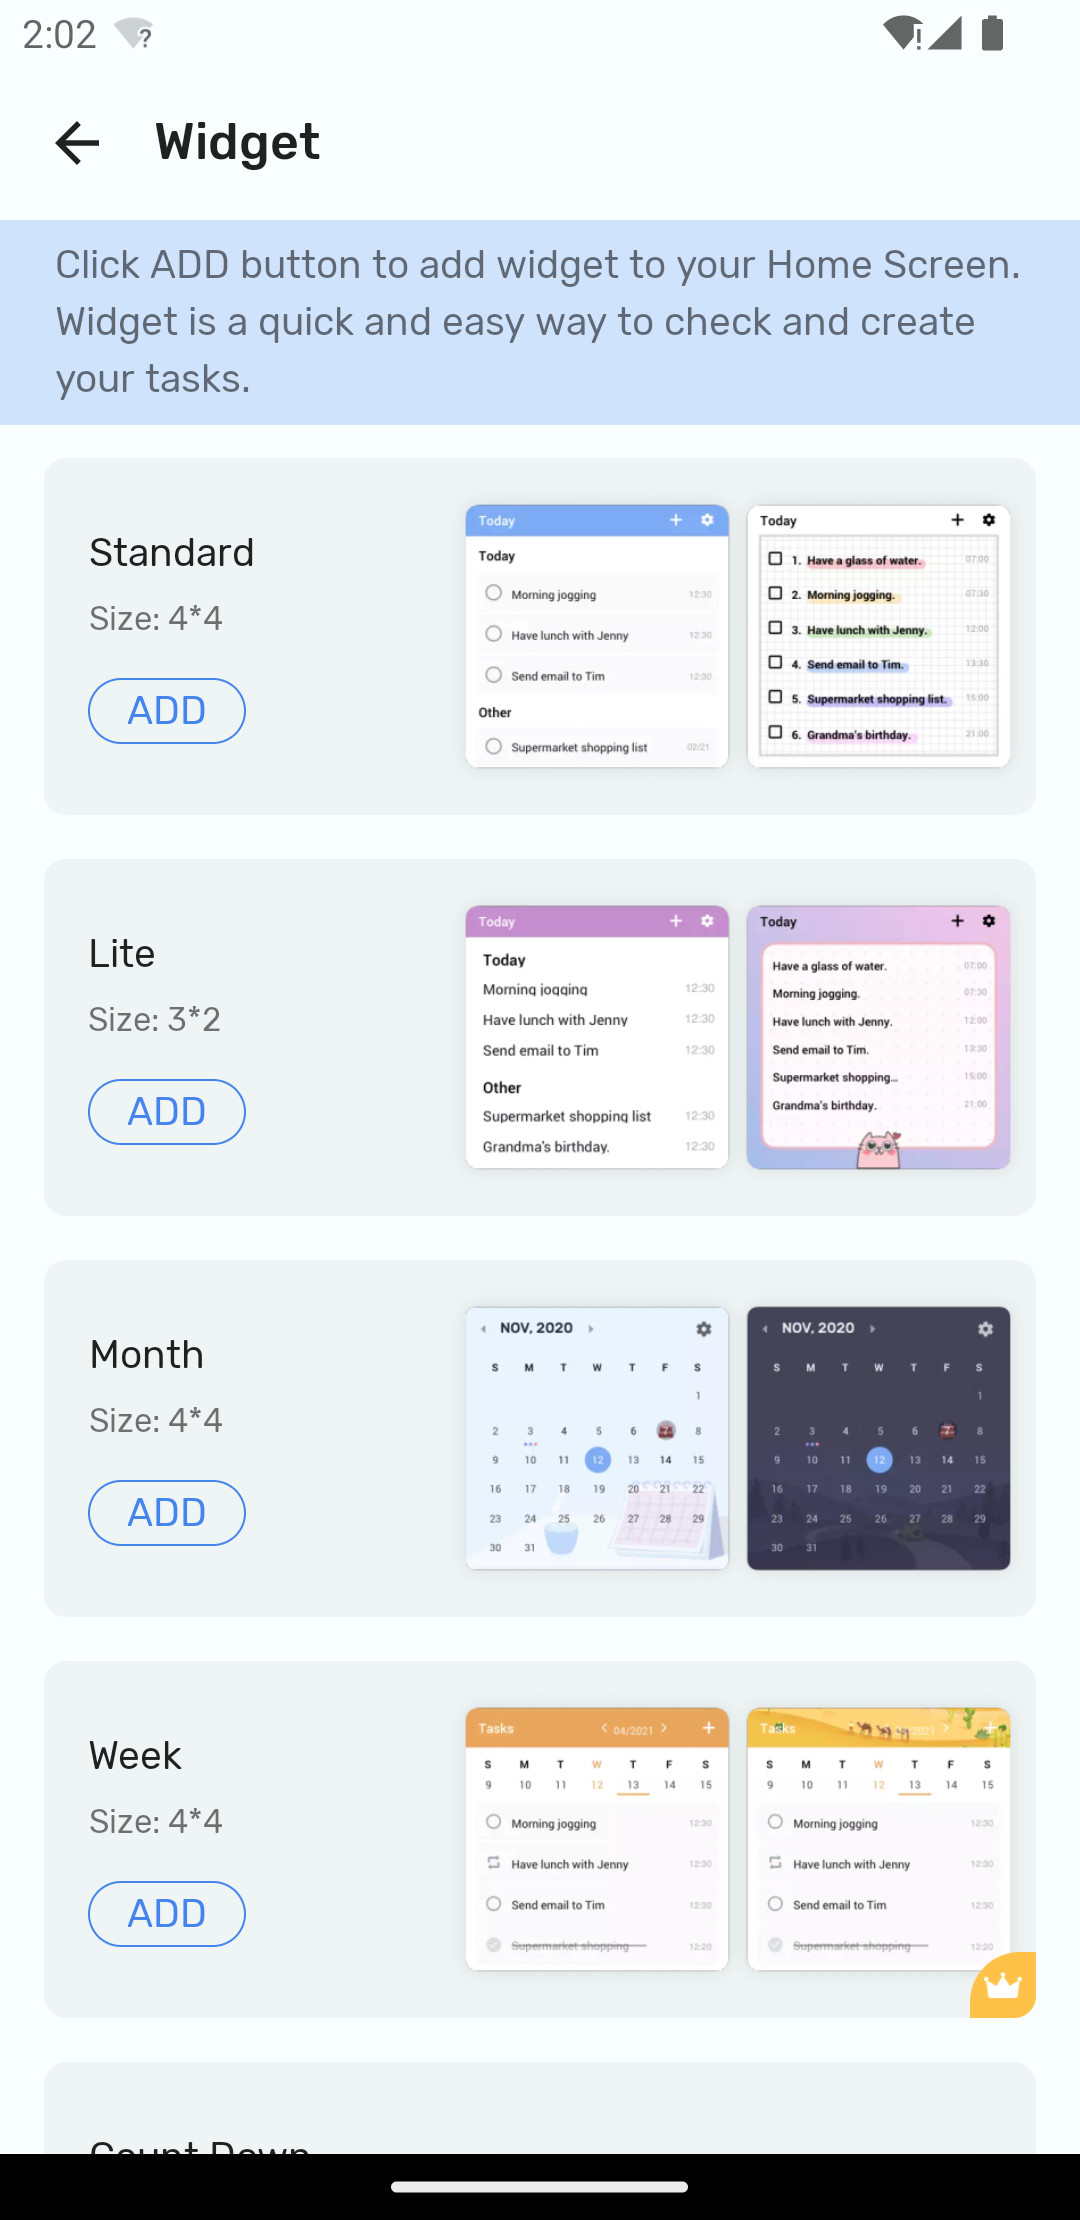 2:02
Widget
Click ADD button to add widget to your Home Screen.
Widget is a quick and easy way to check and create
your tasks.
Standard
Size: 4*4
ADD
Today
Today
Morning jogging 12:30
Have lunch with Jenny 12:30
Send email to Tim 12:30
Other
Supermarket shopping list 02/21
Today
1. Have a glass of water. 07:00
2. Morning jogging. 07:30
3. Have lunch with Jenny. 12:00
4. Send email to Tim. 13:30
5. Supermarket shopping list. 15:00
6. Grandma's birthday. 21:00
Lite
Size: 3*2
ADD
Today
Today
Morning jogging 12:30
Have lunch with Jenny 12:30
Send email to Tim 12:30
Other
Supermarket shopping list 12:30
Grandma's birthday. 12:30
Today
Have a glass of water. 07:00
Morning jogging. 07:30
Have lunch with Jenny. 12:00
Send email to Tim. 13:30
Supermarket shopping... 15:00
Grandma's birthday. 21:00
Month
Size: 4*4
ADD
NOV, 2020
S M T W T F S
1
2 3 4 5 6 8
9 10 11 12 13 14 15
16 17 18 19 20 21 22
23 24 25 26 27 28 29
30 31
NOV, 2020
S M T W T F S
1
2 3 4 5 6 8
9 10 11 12 13 14 15
16 17 18 19 20 21 22
23 24 25 26 27 28 29
30 31
Week
Size: 4*4
ADD
Tasks 04/2021
S M T W T F S
9 10 11 12 13 14 15
Morning jogging 12:30
Have lunch with Jenny 12:30
Send email to Tim 12:30
Supermarket shopping 12:20
Tasks 2021
S M T W T F S
9 10 11 12 13 14 15
Morning jogging 12:30
Have lunch with Jenny 12:30
Send email to Tim 12:30
Supermarket shopping 12:20
Count Down